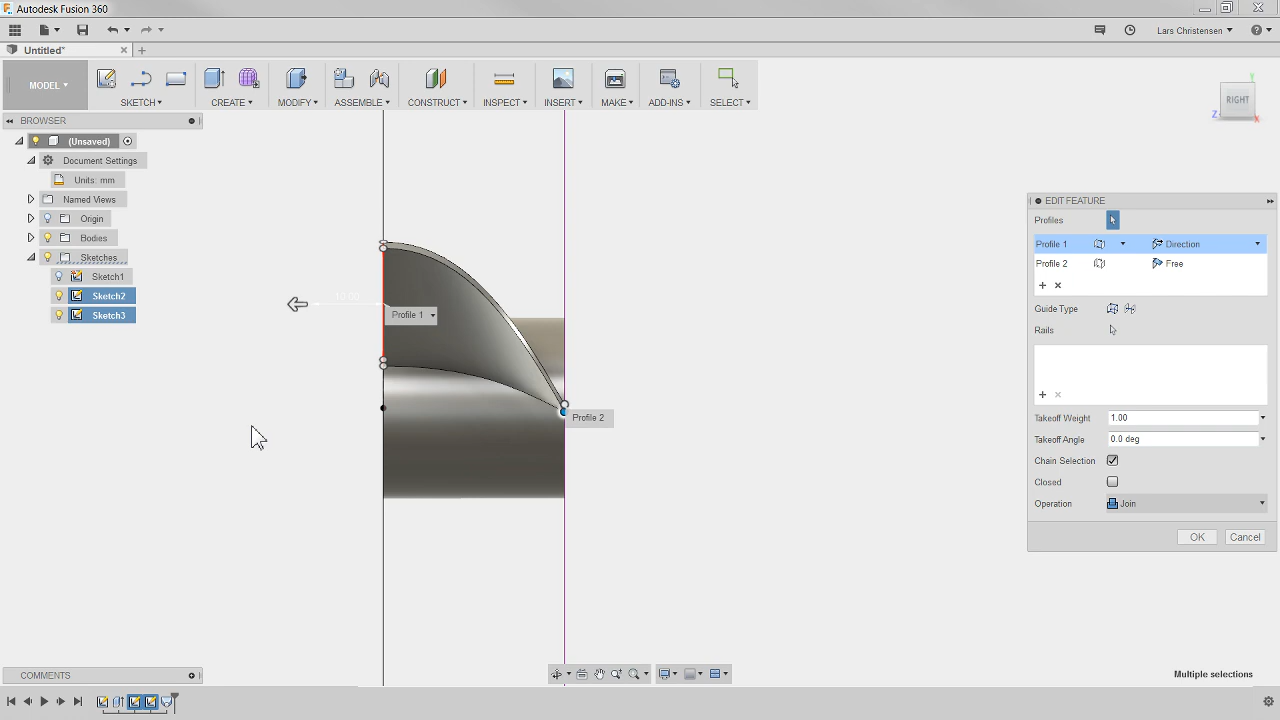 Autodesk Fusion 360
Lars Christensen
Untitled*
MODEL
SKETCH
CREATE
MODIFY
ASSEMBLE
CONSTRUCT
INSPECT
INSERT
MAKE
ADD-INS
SELECT
BROWSER
(Unsaved)
Document Settings
Units: mm
Named Views
Origin
Bodies
Sketches
Sketch1
Sketch2
Sketch3
Y
RIGHT
Z
X
10.00
Profile 1
Profile 2
EDIT FEATURE
Profiles
Profile 1 Direction
Profile 2 Free
Guide Type
Rails
Takeoff Weight 1.00
Takeoff Angle 0.0 deg
Chain Selection
Closed
Operation Join
OK Cancel
COMMENTS
Multiple selections